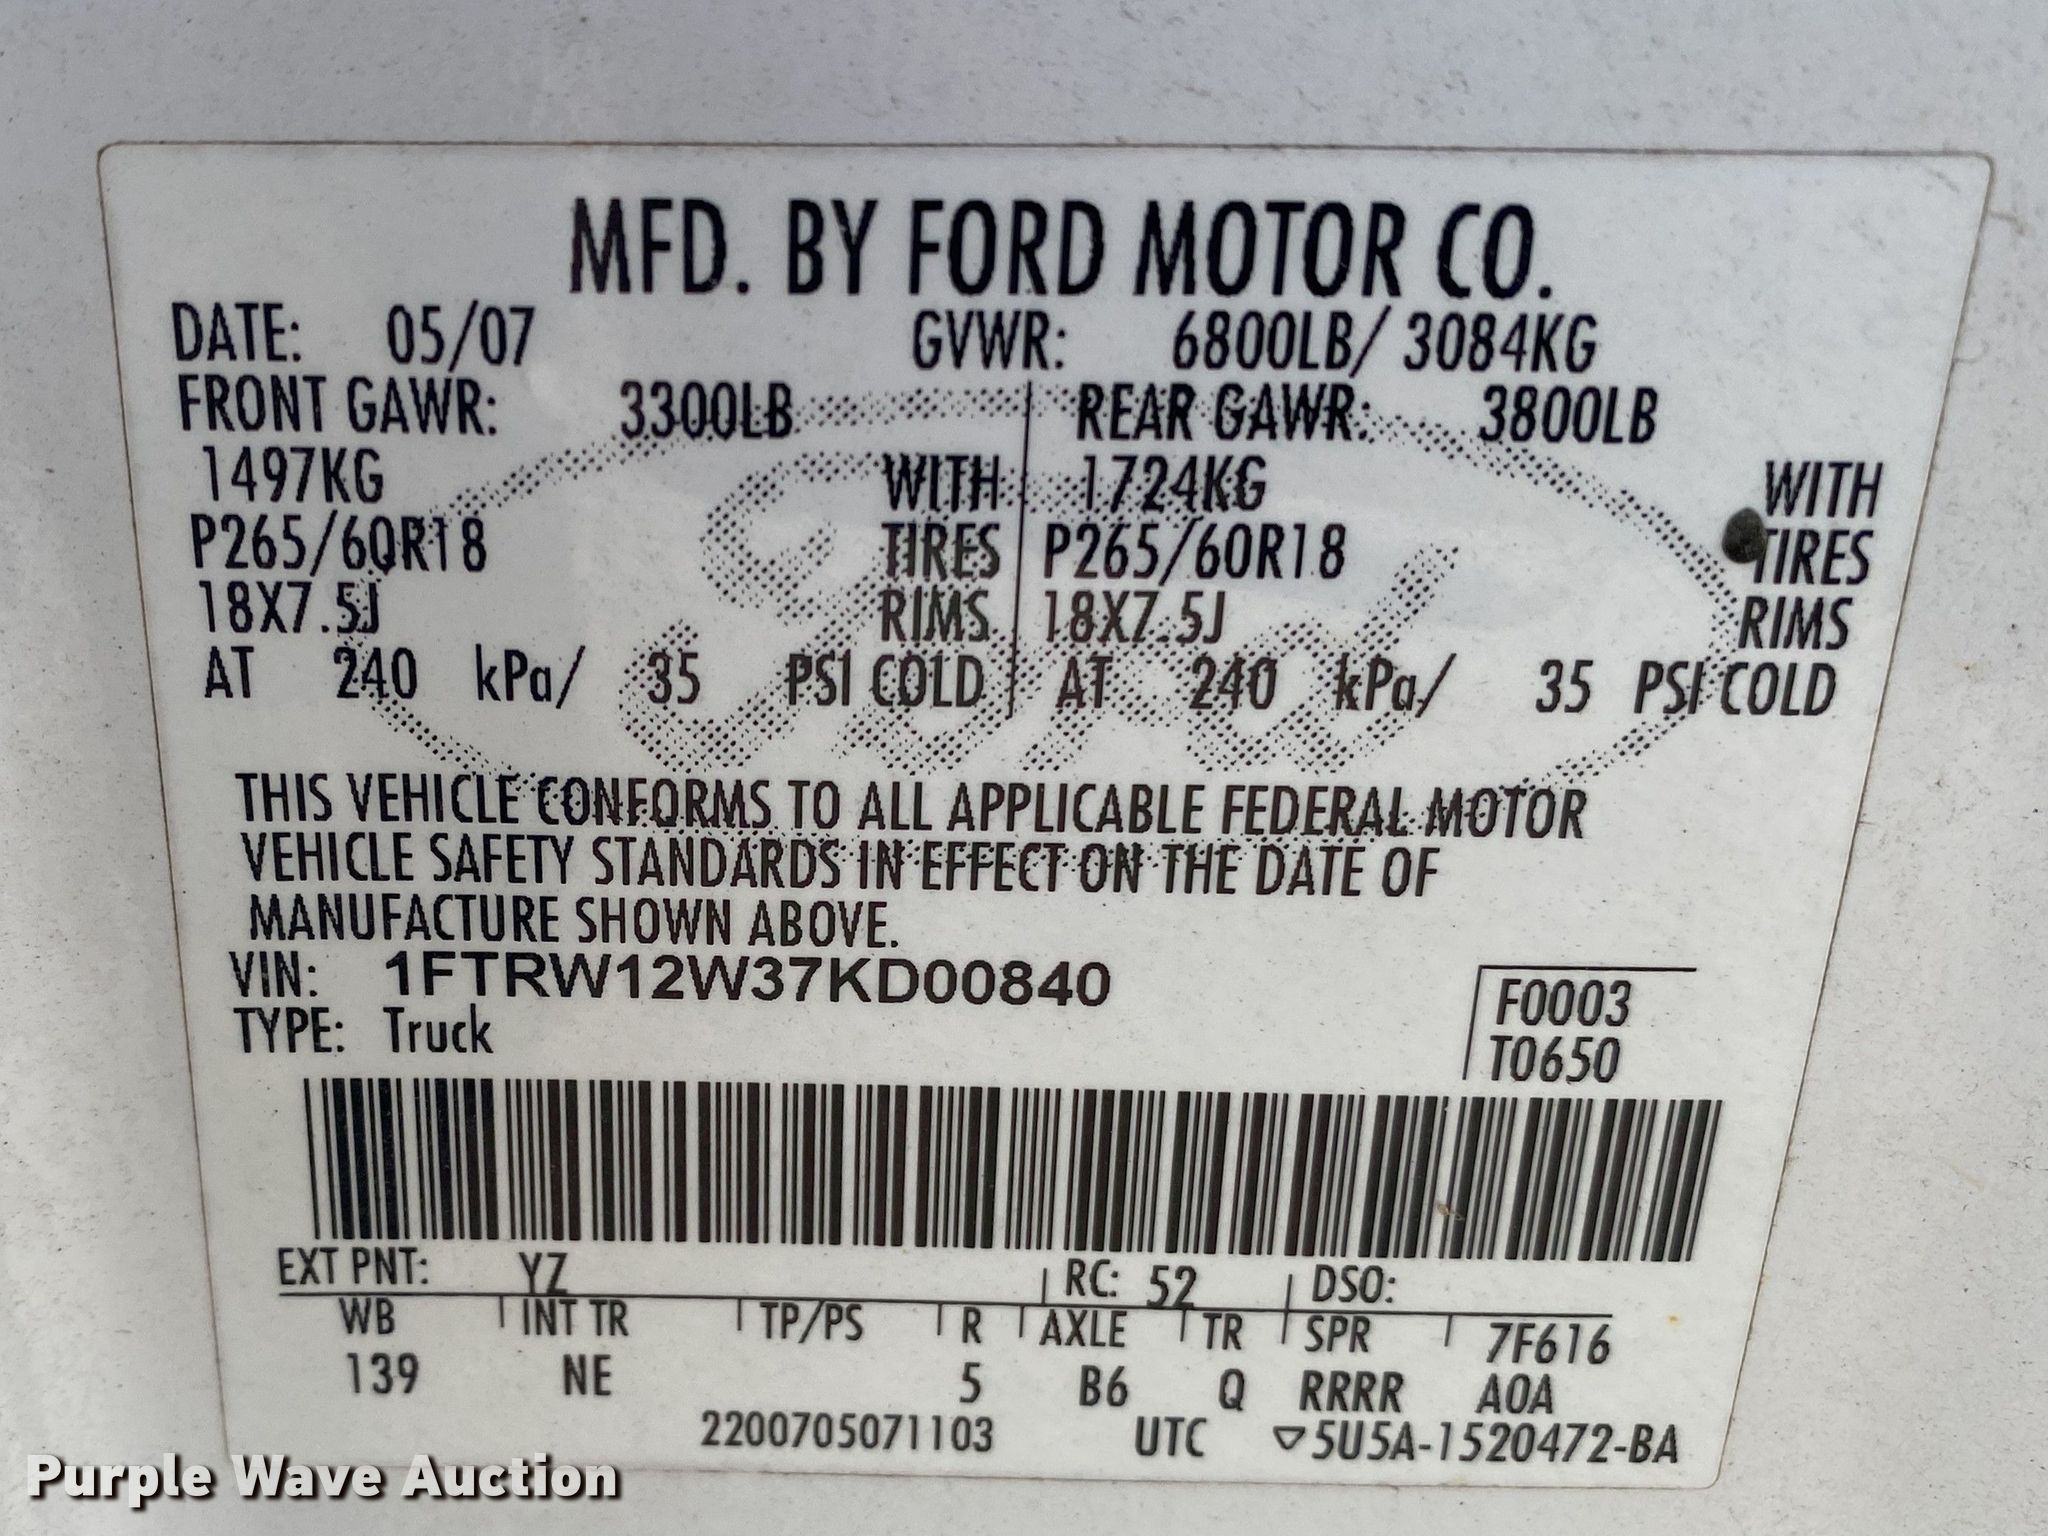 MFD. BY FORD MOTOR CO.
DATE: 05/07 GVWR: 6800LB/ 3084KG
FRONT GAWR: 3300LB REAR GAWR: 3800LB
1497KG WITH 1724KG WITH
P265/60R18 TIRES P265/60R18 TIRES
18X7.5J RIMS 18X7.5J RIMS
AT 240 kPa/ 35 PSI COLD AT 240 kPa/ 35 PSI COLD
THIS VEHICLE CONFORMS TO ALL APPLICABLE FEDERAL MOTOR
VEHICLE SAFETY STANDARDS IN EFFECT ON THE DATE OF
MANUFACTURE SHOWN ABOVE.
VIN: 1FTRW12W37KD00840
TYPE: Truck
F0003
T0650
EXT PNT: YZ RC: 52 DSO:
WB INT TR TP/PS R AXLE TR SPR 7F616
139 NE 5 B6 Q RRRR A0A
2200705071103 UTC ▽5U5A-1520472-BA
Purple Wave Auction